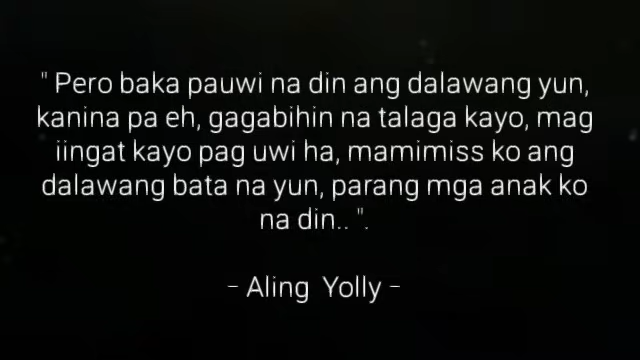 " Pero baka pauwi na din ang dalawang yun,
kanina pa eh, gagabihin na talaga kayo, mag
iingat kayo pag uwi ha, mamimiss ko ang
dalawang bata na yun, parang mga anak ko
na din.. ".
- Aling Yolly -